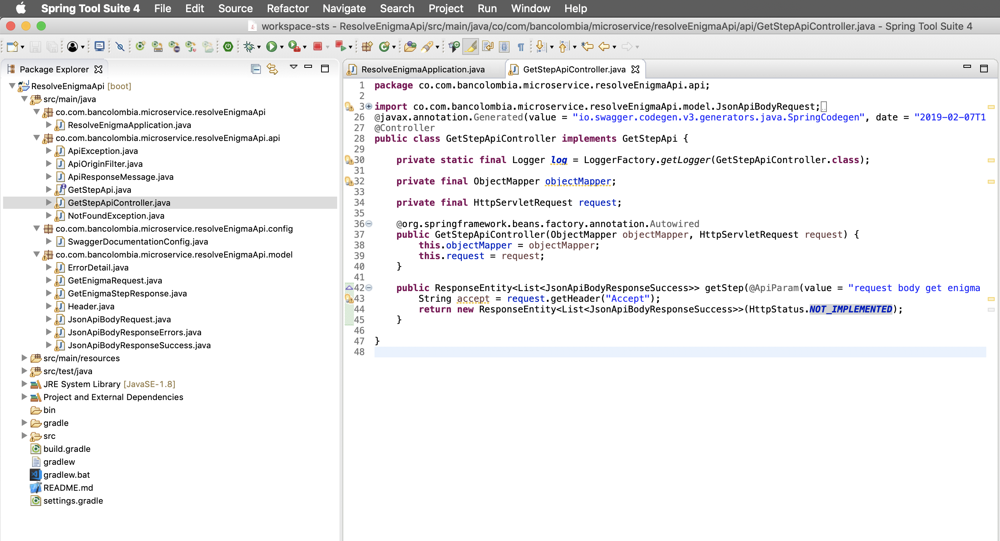 Spring Tool Suite 4 File Edit Source Refactor Navigate Search Project Run Window Help
workspace-sts - ResolveEnigmaApi/src/main/java/co/com/bancolombia/microservice/resolveEnigmaApi/api/GetStepApiController.java - Spring Tool Suite 4
Package Explorer
ResolveEnigmaApi [boot]
src/main/java
co.com.bancolombia.microservice.resolveEnigmaApi
ResolveEnigmaApplication.java
co.com.bancolombia.microservice.resolveEnigmaApi.api
ApiException.java
ApiOriginFilter.java
ApiResponseMessage.java
GetStepApi.java
GetStepApiController.java
NotFoundException.java
co.com.bancolombia.microservice.resolveEnigmaApi.config
SwaggerDocumentationConfig.java
co.com.bancolombia.microservice.resolveEnigmaApi.model
ErrorDetail.java
GetEnigmaRequest.java
GetEnigmaStepResponse.java
Header.java
JsonApiBodyRequest.java
JsonApiBodyResponseErrors.java
JsonApiBodyResponseSuccess.java
src/main/resources
src/test/java
JRE System Library [JavaSE-1.8]
Project and External Dependencies
bin
gradle
src
build.gradle
gradlew
gradlew.bat
README.md
settings.gradle
ResolveEnigmaApplication.java GetStepApiController.java
1 package co.com.bancolombia.microservice.resolveEnigmaApi.api;
2
3 import co.com.bancolombia.microservice.resolveEnigmaApi.model.JsonApiBodyRequest;
26 @javax.annotation.Generated(value = "io.swagger.codegen.v3.generators.java.SpringCodegen", date = "2019-02-07T1
27 @Controller
28 public class GetStepApiController implements GetStepApi {
29
30 private static final Logger log = LoggerFactory.getLogger(GetStepApiController.class);
31
32 private final ObjectMapper objectMapper;
33
34 private final HttpServletRequest request;
35
36 @org.springframework.beans.factory.annotation.Autowired
37 public GetStepApiController(ObjectMapper objectMapper, HttpServletRequest request) {
38 this.objectMapper = objectMapper;
39 this.request = request;
40 }
41
42 public ResponseEntity<List<JsonApiBodyResponseSuccess>> getStep(@ApiParam(value = "request body get enigma
43 String accept = request.getHeader("Accept");
44 return new ResponseEntity<List<JsonApiBodyResponseSuccess>>(HttpStatus.NOT_IMPLEMENTED);
45 }
46
47 }
48